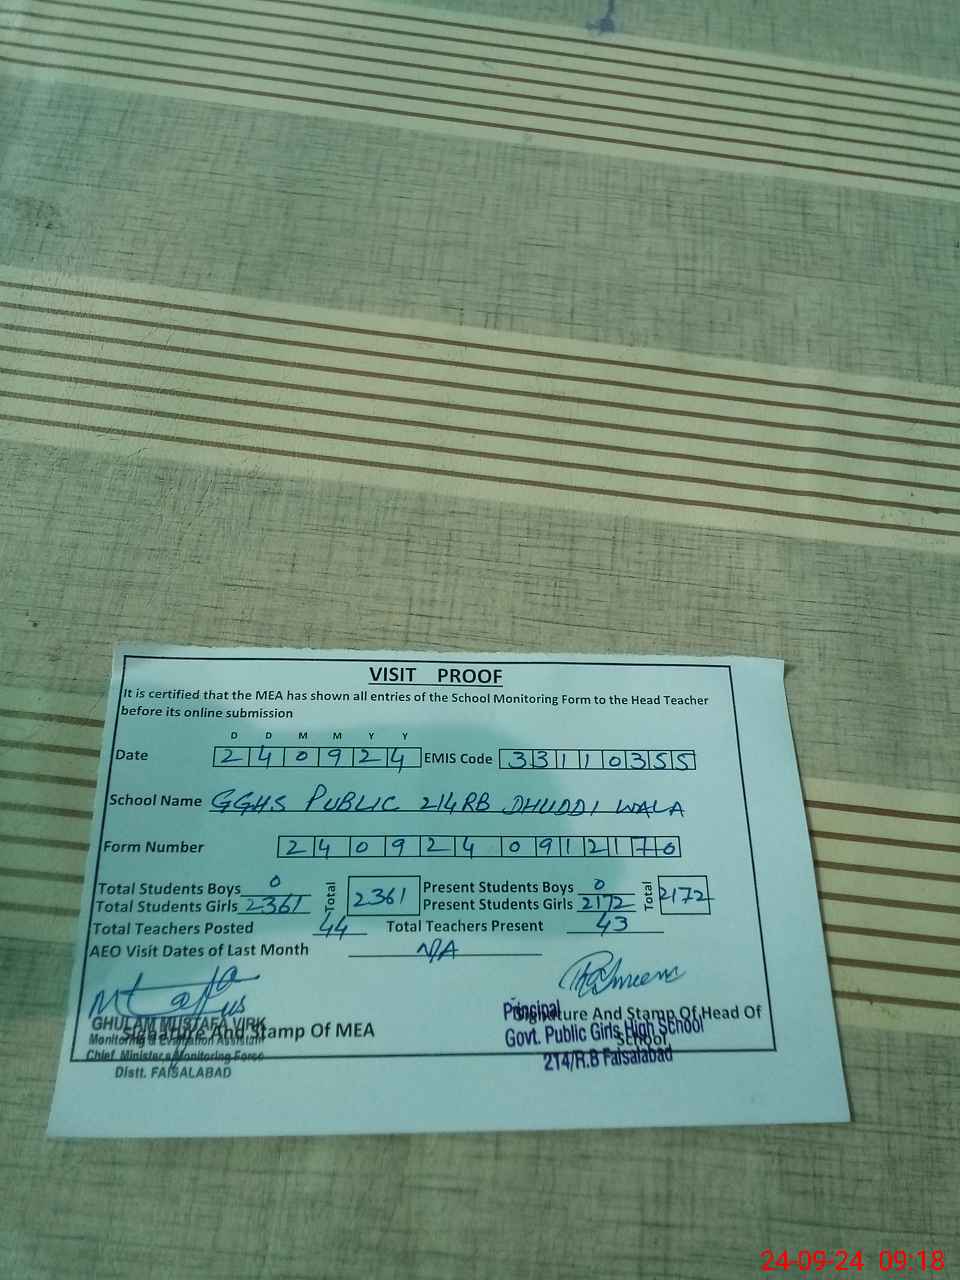 VISIT PROOF
It is certified that the MEA has shown all entries of the School Monitoring Form to the Head Teacher
before its online submission
D D M M Y Y
Date 2 4 0 9 2 4 EMIS Code 3 3 1 1 0 3 5 5
School Name GGHS PUBLIC 214 RB DHUDDI WALA
Form Number 2 4 0 9 2 4 0 9 1 2 1 7 0
Total Students Boys 0 Total 2361 Present Students Boys 0 Total 2172
Total Students Girls 2361 Present Students Girls 2172
Total Teachers Posted 44 Total Teachers Present 43
AEO Visit Dates of Last Month N/A
Signature And Stamp Of MEA
GHULAM MUSTAFA VIRK
Monitoring & Evaluation Assistant
Chief Minister's Monitoring Force
Distt. FAISALABAD
Signature And Stamp Of Head Of
School
Principal
Govt. Public Girls High School
214/R.B Faisalabad
24-09-24 09:18